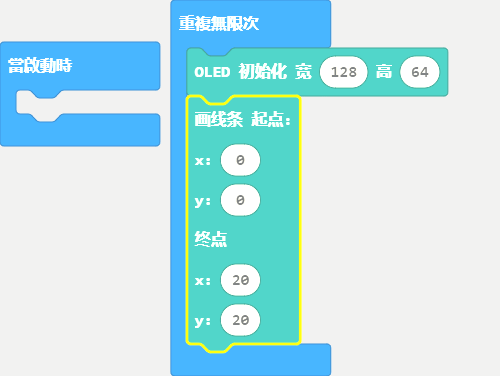 重複無限次
當啟動時
OLED 初始化 宽 128 高 64
画线条 起点:
x: 0
y: 0
终点
x: 20
y: 20